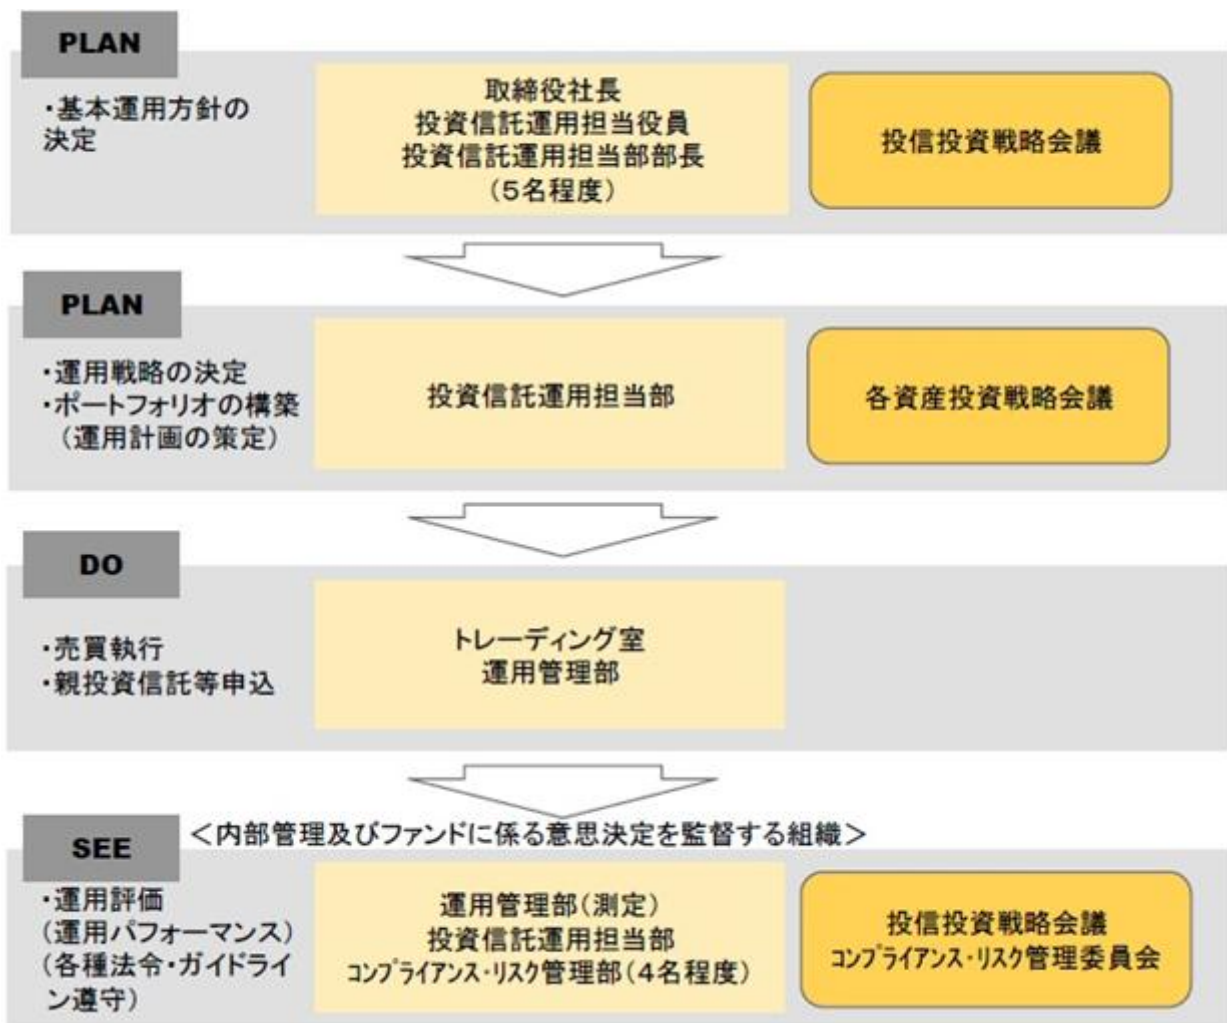 PLAN
・基本運用方針の
決定
取締役社長
投資信託運用担当役員
投資信託運用担当部部長
(5名程度)
投信投資戦略会議
PLAN
・運用戦略の決定
・ポートフォリオの構築
(運用計画の策定)
投資信託運用担当部
各資産投資戦略会議
DO
・売買執行
・親投資信託等申込
トレーディング室
運用管理部
SEE
<内部管理及びファンドに係る意思決定を監督する組織>
・運用評価
(運用パフォーマンス)
(各種法令・ガイドライ
ン遵守)
運用管理部(測定)
投資信託運用担当部
コンプライアンス・リスク管理部(4名程度)
投信投資戦略会議
コンプライアンス・リスク管理委員会